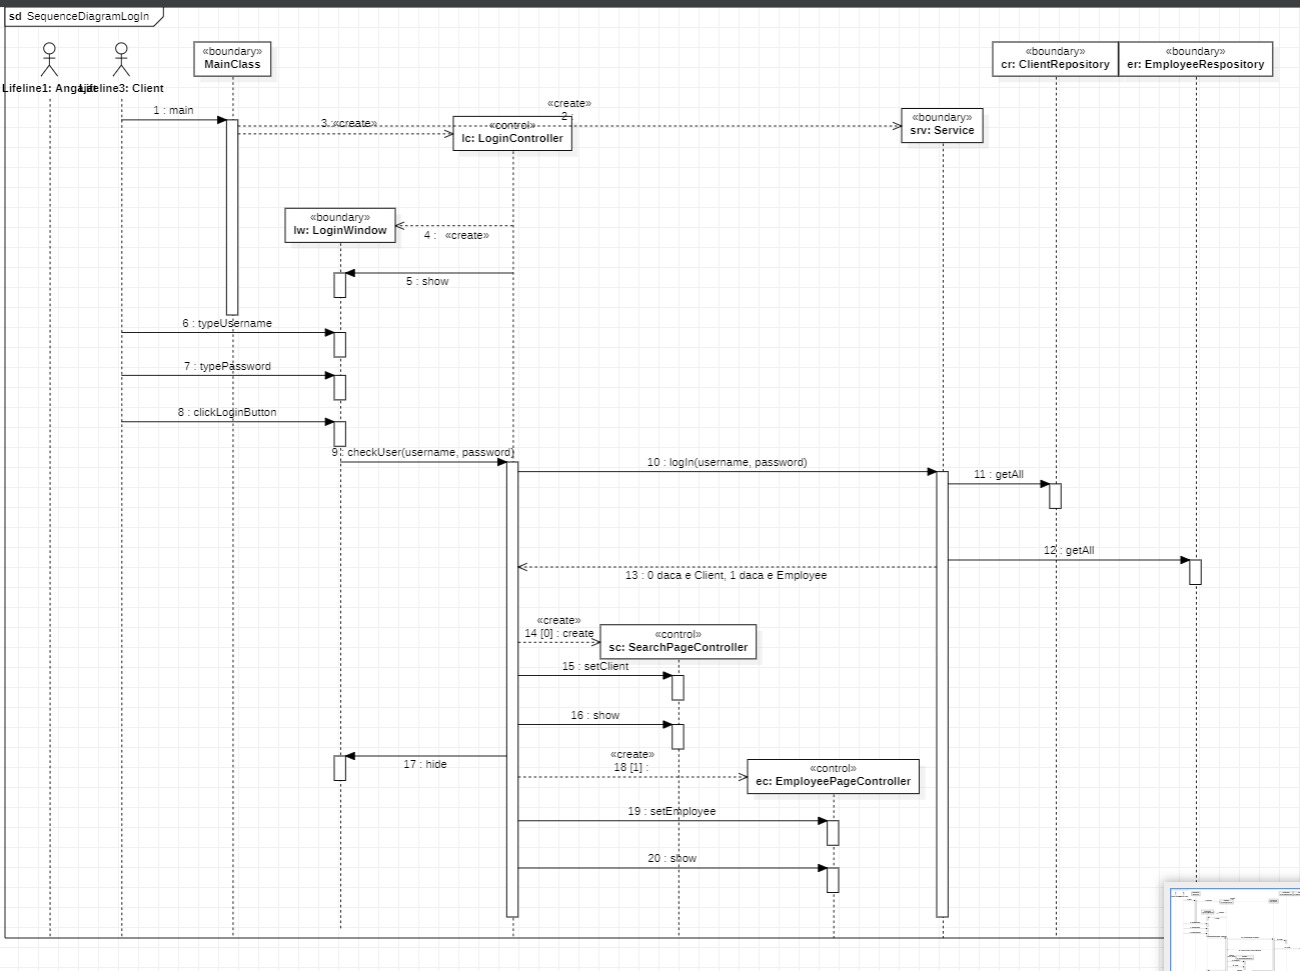 sd SequenceDiagramLogIn
«boundary»
MainClass
«boundary»
cr: ClientRepository
«boundary»
er: EmployeeRespository
Lifeline1: Angajat
Lifeline3: Client
1 : main
«create»
2 :
3 : «create»
«control»
lc: LoginController
«boundary»
srv: Service
«boundary»
lw: LoginWindow
4 : «create»
5 : show
6 : typeUsername
7 : typePassword
8 : clickLoginButton
9 : checkUser(username, password)
10 : logIn(username, password)
11 : getAll
12 : getAll
13 : 0 daca e Client, 1 daca e Employee
«create»
14 [0] : create
«control»
sc: SearchPageController
15 : setClient
16 : show
17 : hide
«create»
18 [1] :
«control»
ec: EmployeePageController
19 : setEmployee
20 : show